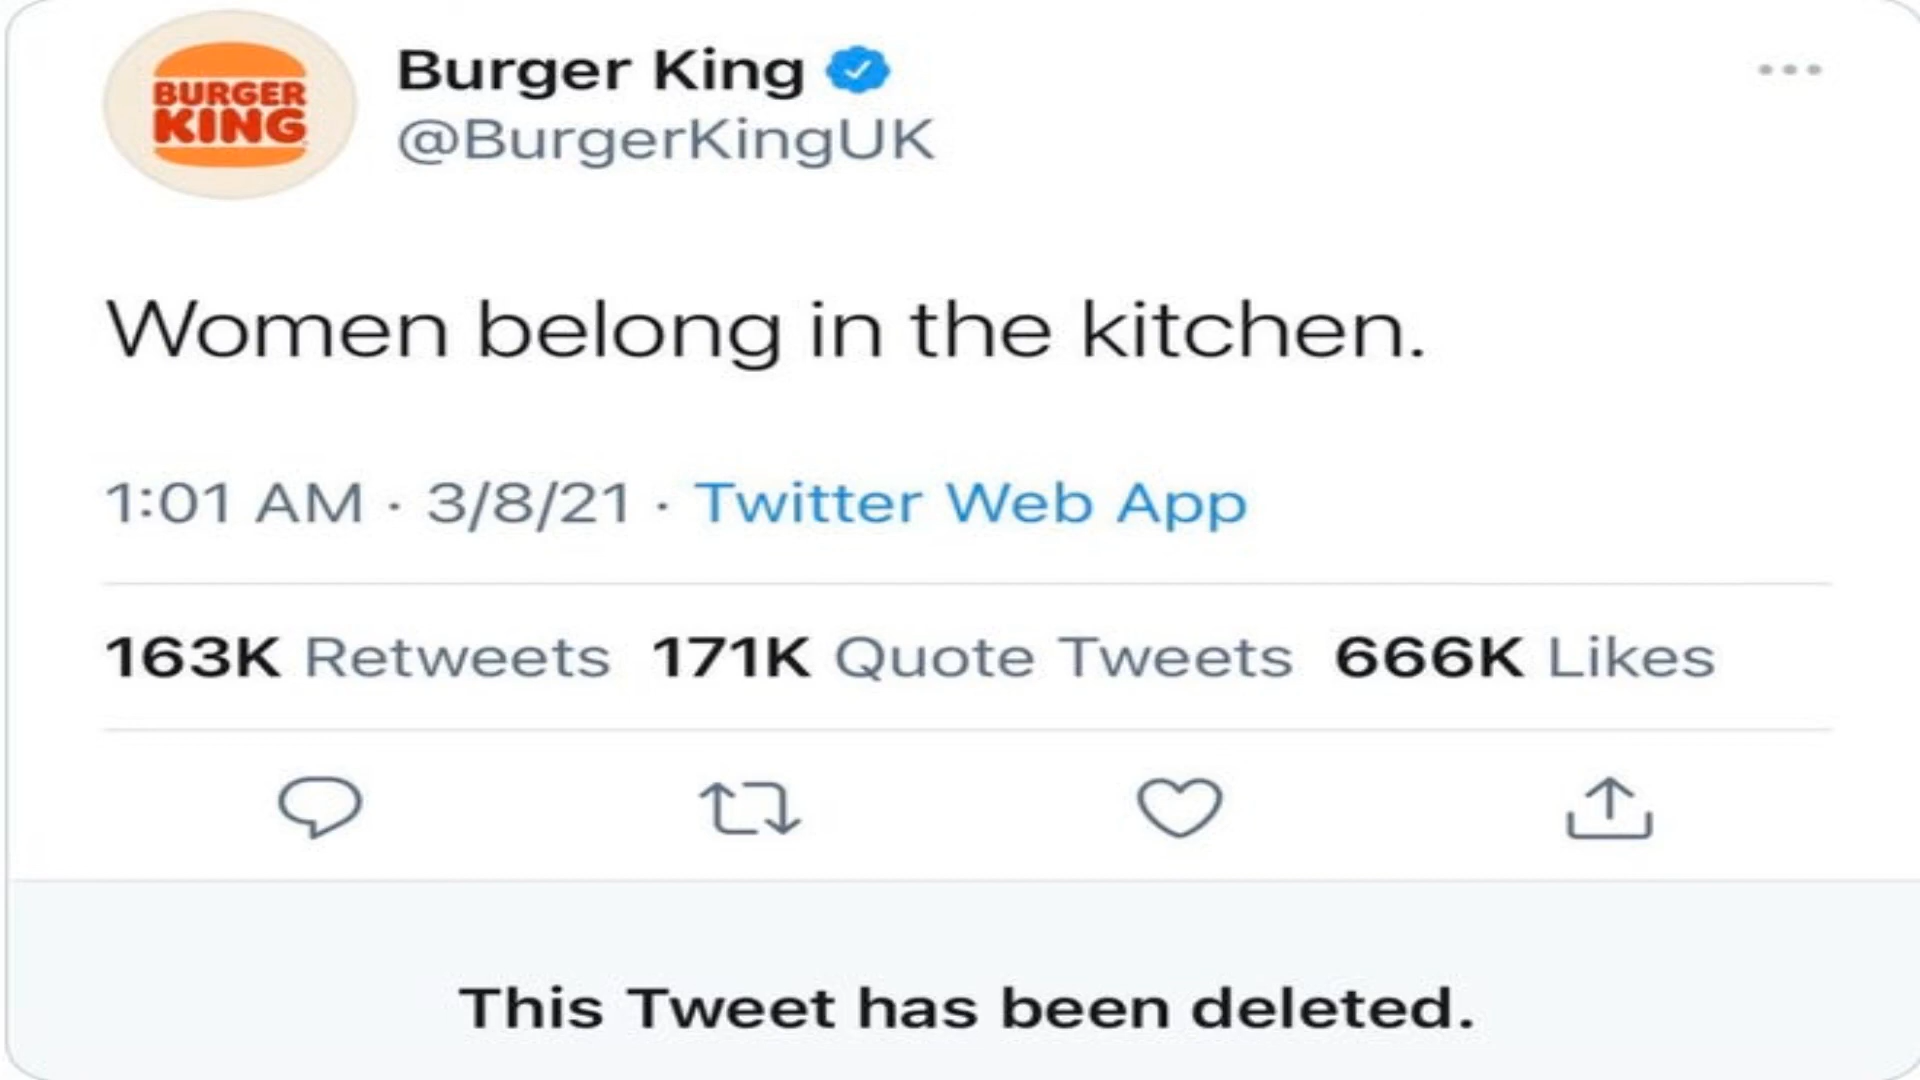 BURGER
KING
Burger King
@BurgerKingUK
Women belong in the kitchen.
1:01 AM · 3/8/21 · Twitter Web App
163K Retweets 171K Quote Tweets 666K Likes
This Tweet has been deleted.